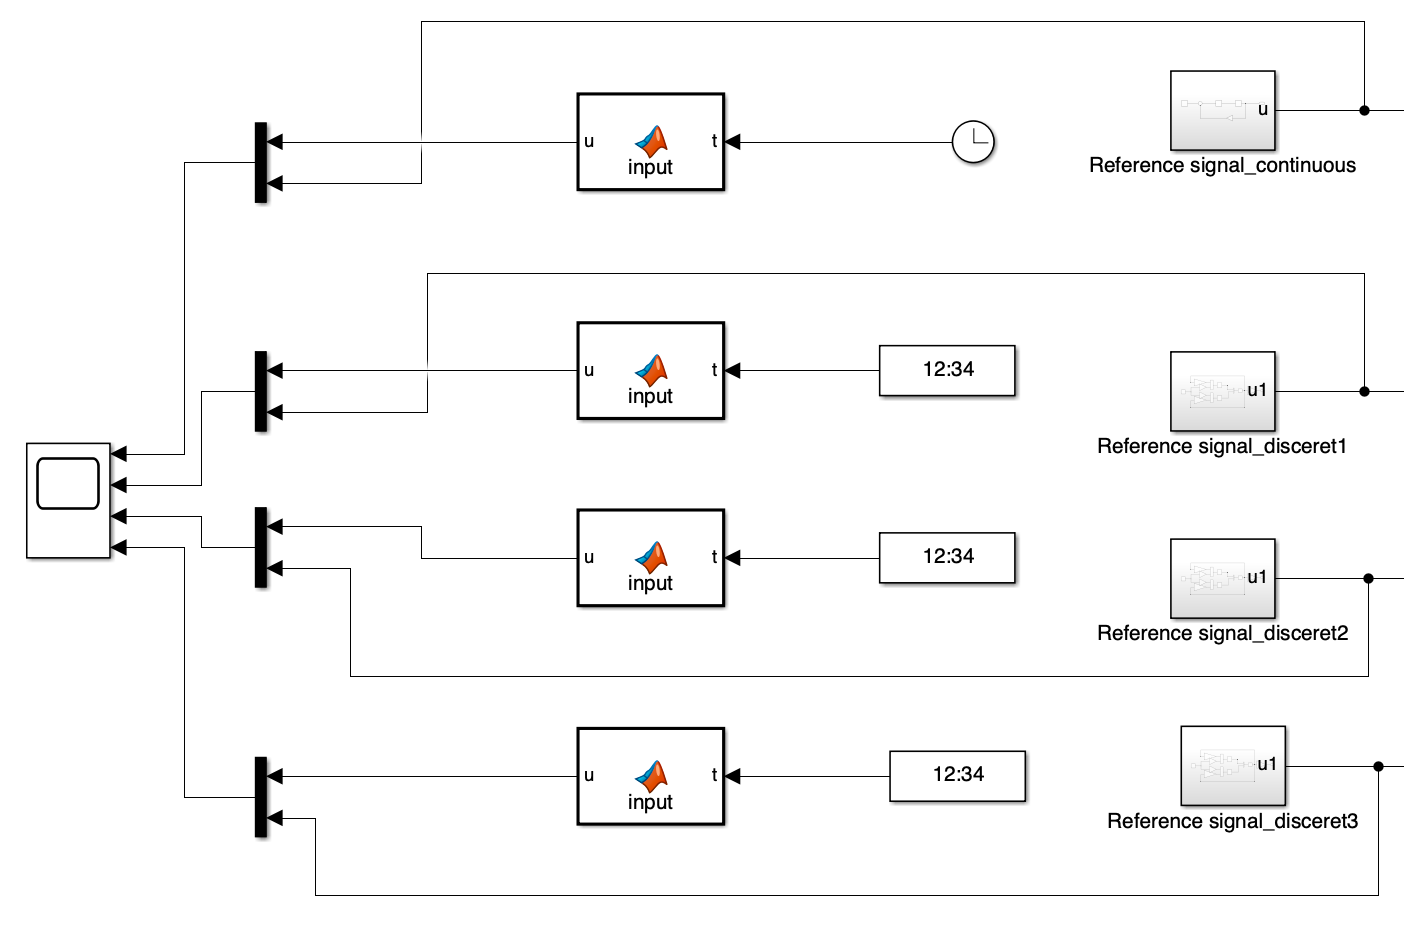 u
t
input
u
Reference signal_continuous
u
t
input
12:34
u1
Reference signal_disceret1
u
t
input
12:34
u1
Reference signal_disceret2
u
t
input
12:34
u1
Reference signal_disceret3